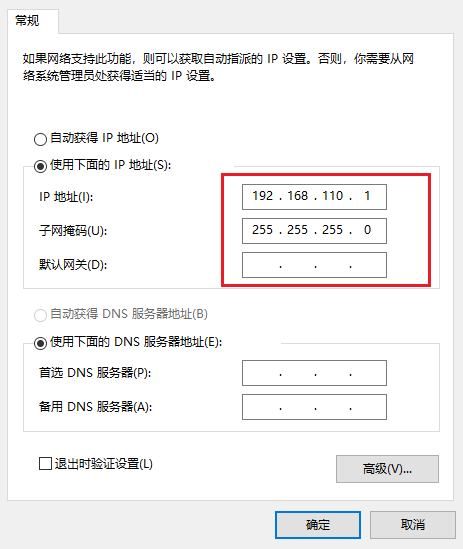 常规
如果网络支持此功能，则可以获取自动指派的 IP 设置。否则，你需要从网
络系统管理员处获得适当的 IP 设置。
自动获得 IP 地址(O)
使用下面的 IP 地址(S):
IP 地址(I): 192 . 168 . 110 . 1
子网掩码(U): 255 . 255 . 255 . 0
默认网关(D): . . .
自动获得 DNS 服务器地址(B)
使用下面的 DNS 服务器地址(E):
首选 DNS 服务器(P): . . .
备用 DNS 服务器(A): . . .
退出时验证设置(L)
高级(V)...
确定 取消